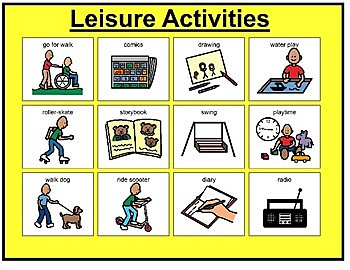 Leisure Activities
go for walk
comics
drawing
water play
roller-skate
storybook
swing
playtime
walk dog
ride scooter
diary
radio